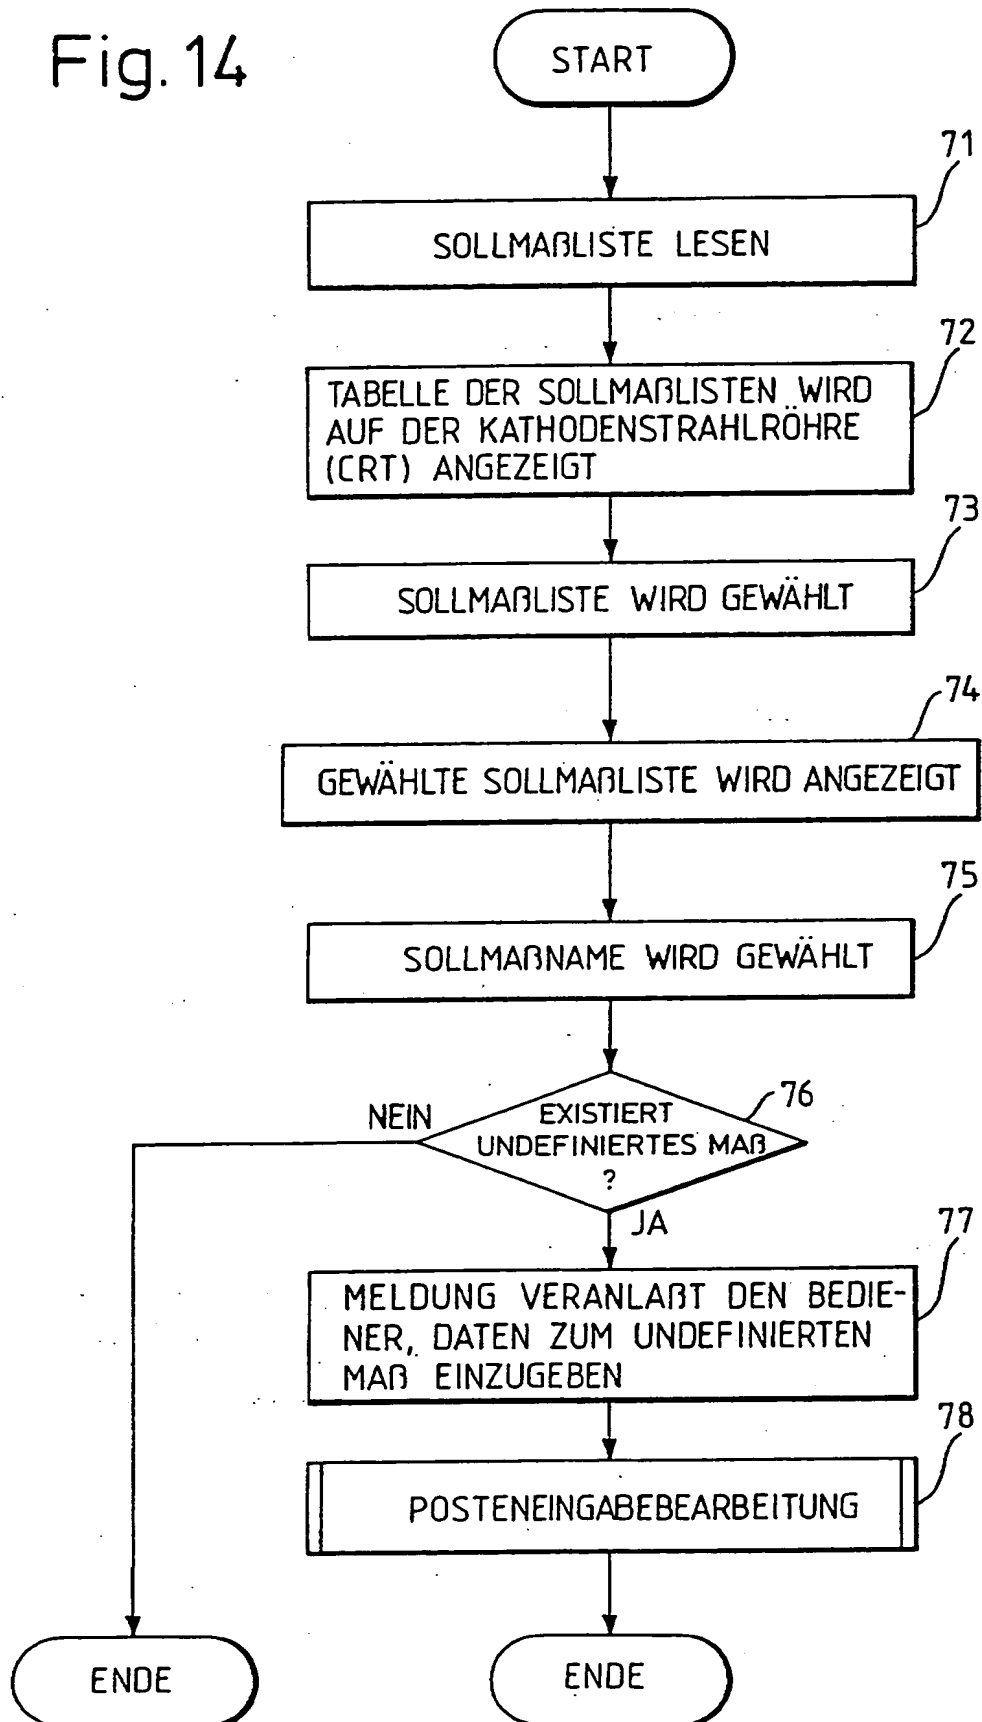 Fig. 14
START
71
SOLLMAßLISTE LESEN
72
TABELLE DER SOLLMAßLISTEN WIRD
AUF DER KATHODENSTRAHLRÖHRE
(CRT) ANGEZEIGT
73
SOLLMAßLISTE WIRD GEWÄHLT
74
GEWÄHLTE SOLLMAßLISTE WIRD ANGEZEIGT
75
SOLLMAßNAME WIRD GEWÄHLT
76
NEIN
EXISTIERT
UNDEFINIERTES MAß
?
JA
77
MELDUNG VERANLAßT DEN BEDIE-
NER, DATEN ZUM UNDEFINIERTEN
MAß EINZUGEBEN
78
POSTENEINGABEBEARBEITUNG
ENDE
ENDE